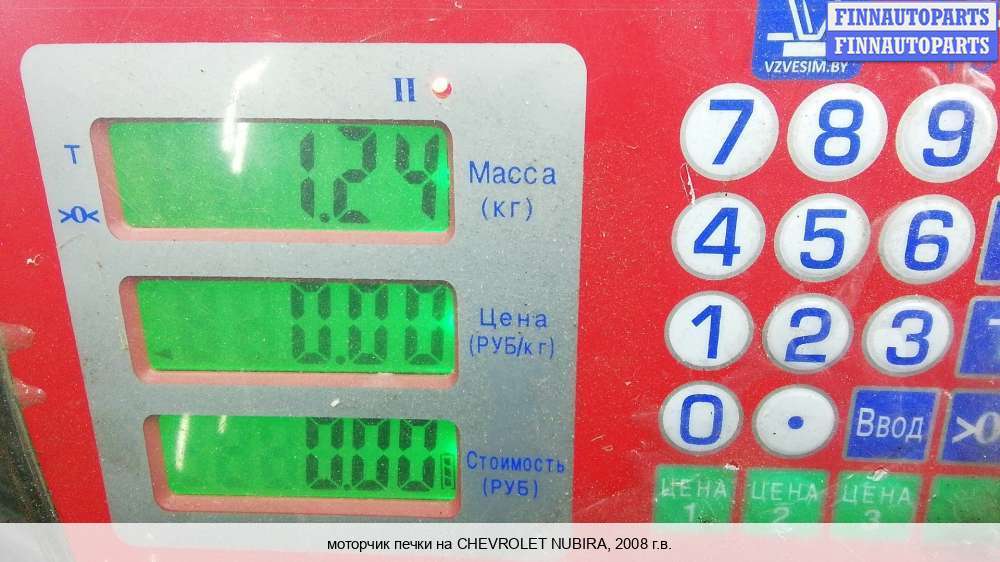 FINNAUTOPARTS
FINNAUTOPARTS
VZVESIM.BY
II
T
>0<
1.24
Масса
(кг)
0.00
Цена
(РУБ/кг)
0.00
Стоимость
(РУБ)
7 8 9
4 5 6
1 2 3
0 . Ввод >0
ЦЕНА ЦЕНА ЦЕНА
1 2 3
моторчик печки на CHEVROLET NUBIRA, 2008 г.в.